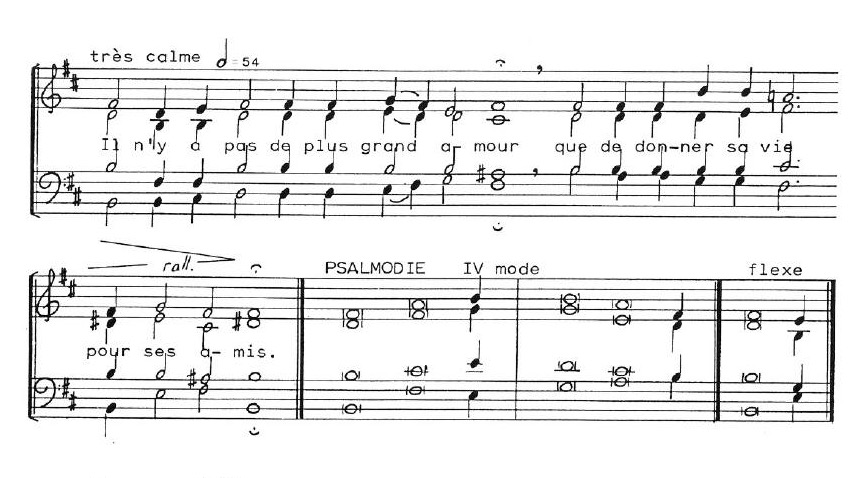 très calme 𝅗𝅥 = 54
Il n'y a pas de plus grand a- mour que de don-ner sa vie
rall. PSALMODIE IV mode flexe
pour ses a- mis.